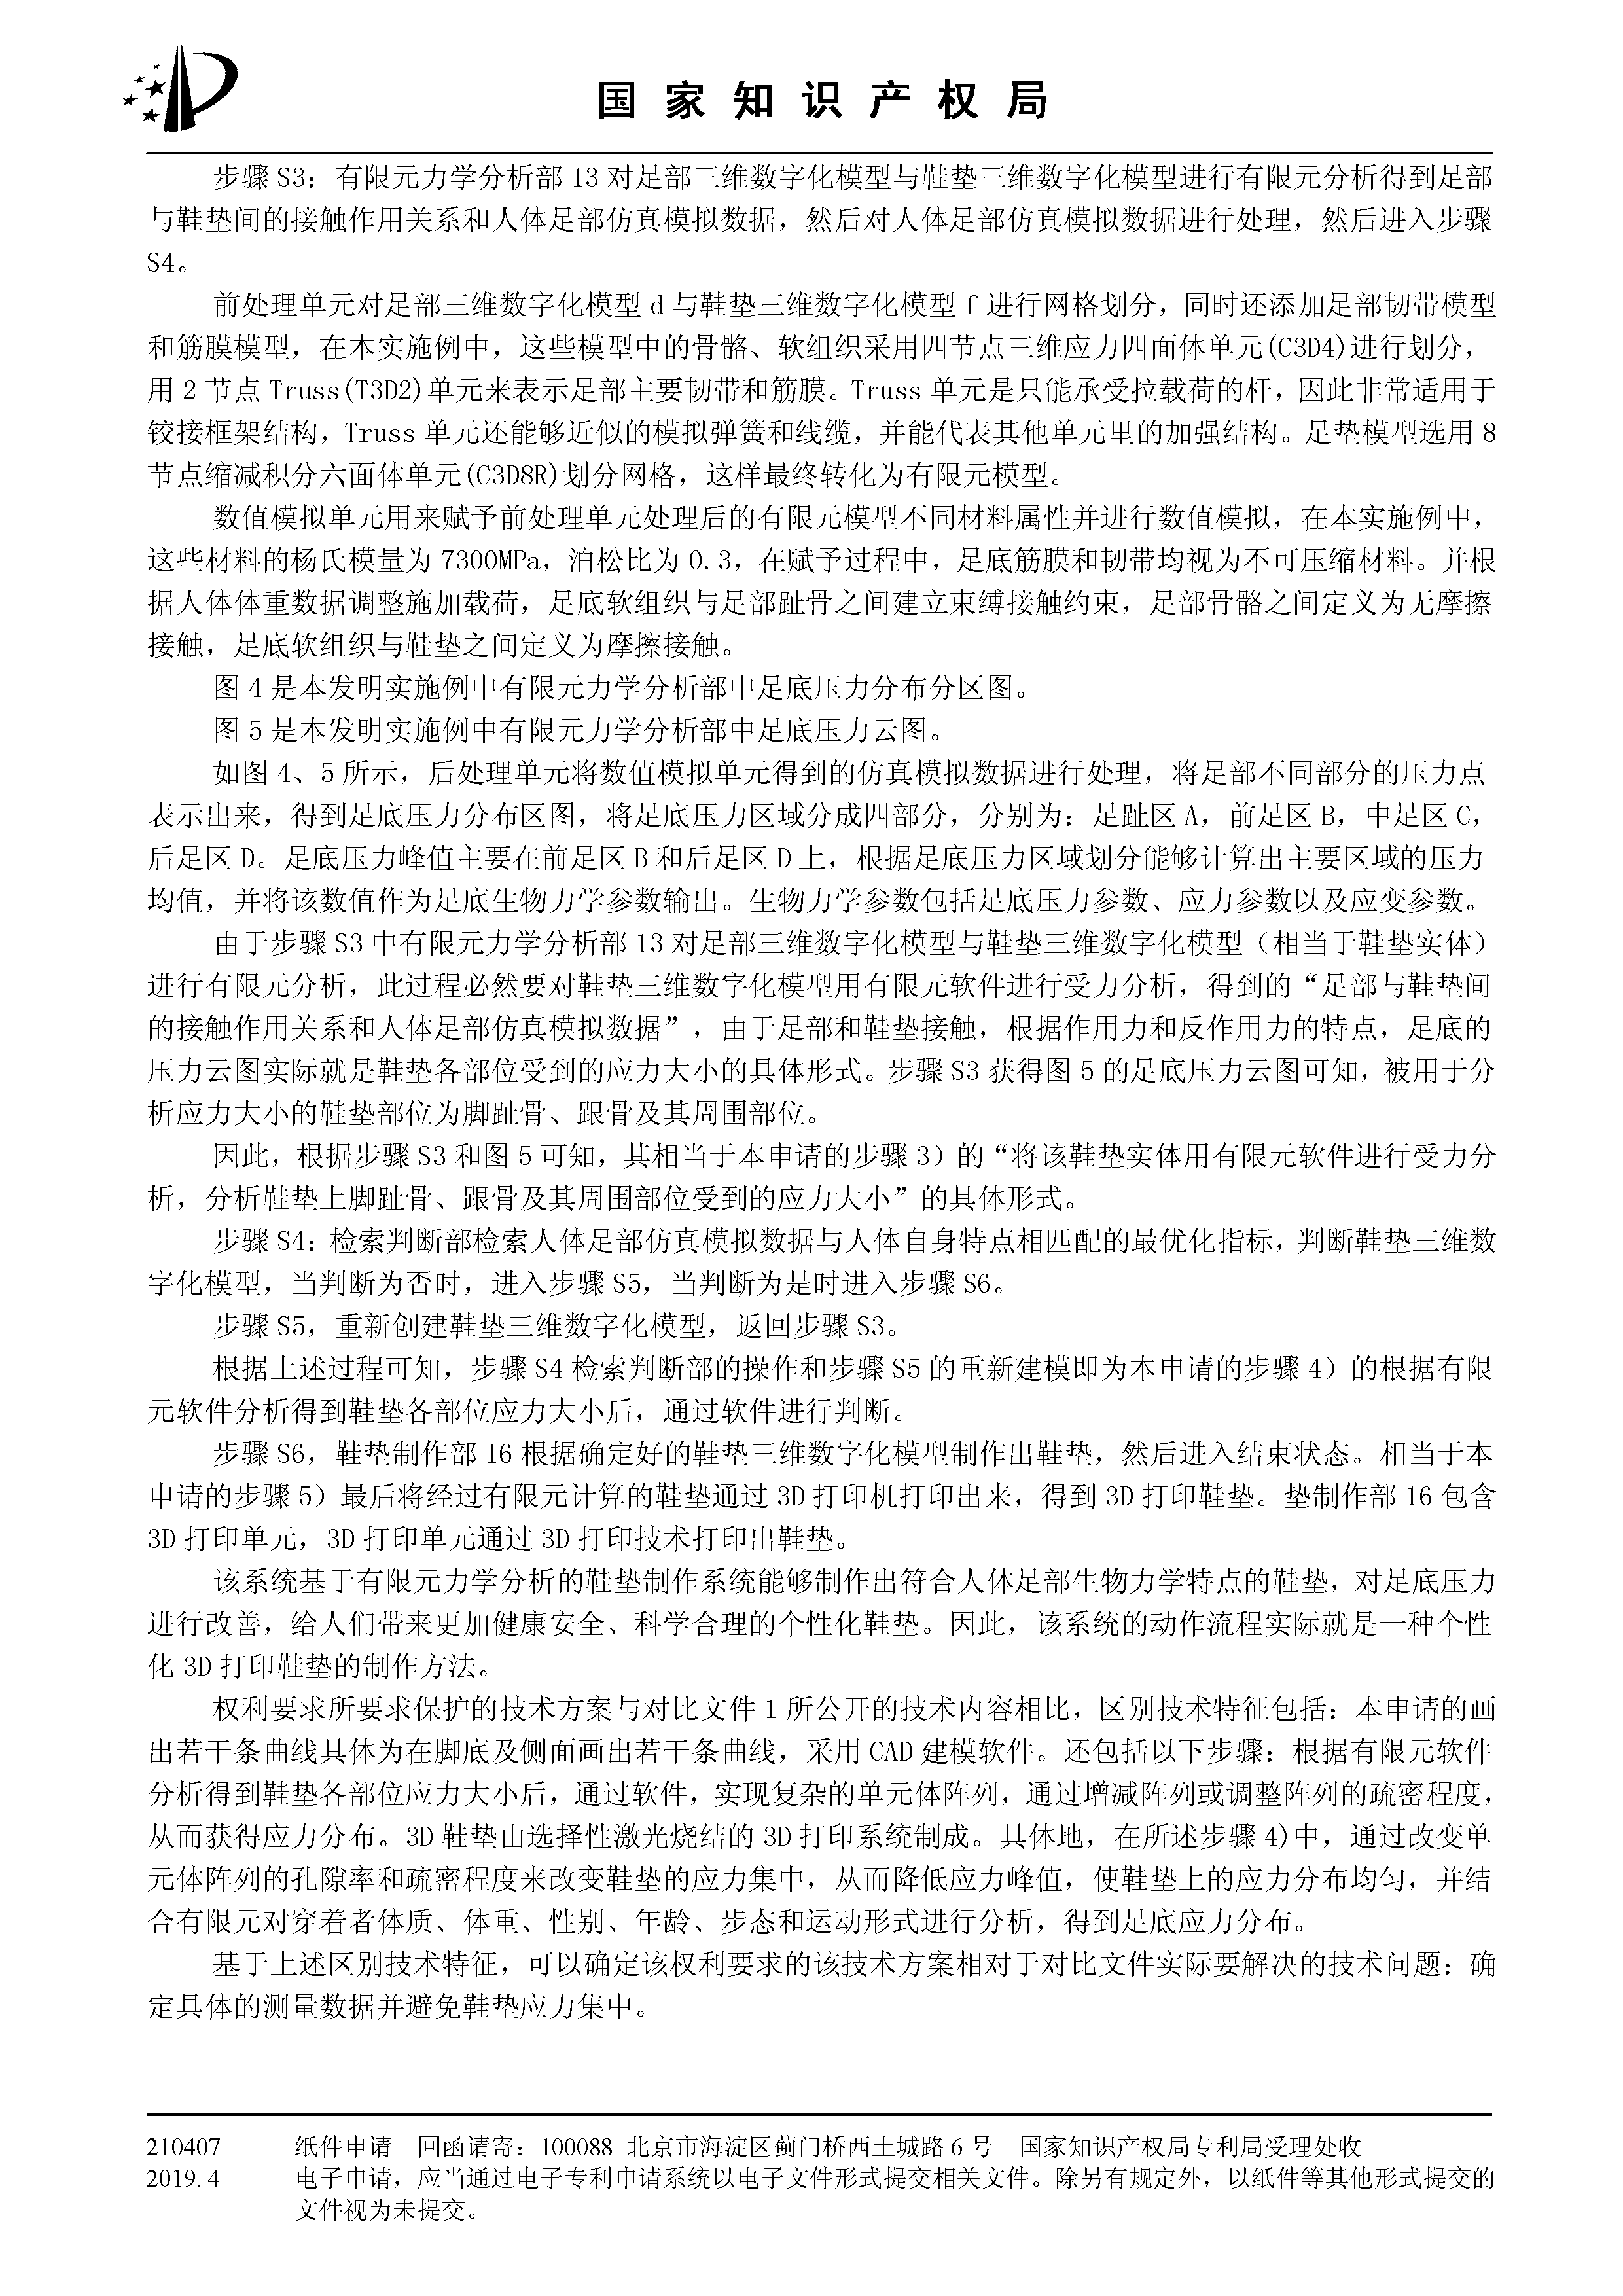 国家知识产权局
步骤 S3：有限元力学分析部 13 对足部三维数字化模型与鞋垫三维数字化模型进行有限元分析得到足部
与鞋垫间的接触作用关系和人体足部仿真模拟数据，然后对人体足部仿真模拟数据进行处理，然后进入步骤
S4。
前处理单元对足部三维数字化模型 d 与鞋垫三维数字化模型 f 进行网格划分，同时还添加足部韧带模型
和筋膜模型，在本实施例中，这些模型中的骨骼、软组织采用四节点三维应力四面体单元(C3D4)进行划分，
用 2 节点 Truss(T3D2)单元来表示足部主要韧带和筋膜。Truss 单元是只能承受拉载荷的杆，因此非常适用于
铰接框架结构，Truss 单元还能够近似的模拟弹簧和线缆，并能代表其他单元里的加强结构。足垫模型选用 8
节点缩减积分六面体单元(C3D8R)划分网格，这样最终转化为有限元模型。
数值模拟单元用来赋予前处理单元处理后的有限元模型不同材料属性并进行数值模拟，在本实施例中，
这些材料的杨氏模量为 7300MPa，泊松比为 0.3，在赋予过程中，足底筋膜和韧带均视为不可压缩材料。并根
据人体体重数据调整施加载荷，足底软组织与足部趾骨之间建立束缚接触约束，足部骨骼之间定义为无摩擦
接触，足底软组织与鞋垫之间定义为摩擦接触。
图 4 是本发明实施例中有限元力学分析部中足底压力分布分区图。
图 5 是本发明实施例中有限元力学分析部中足底压力云图。
如图 4、5 所示，后处理单元将数值模拟单元得到的仿真模拟数据进行处理，将足部不同部分的压力点
表示出来，得到足底压力分布区图，将足底压力区域分成四部分，分别为：足趾区 A，前足区 B，中足区 C，
后足区 D。足底压力峰值主要在前足区 B 和后足区 D 上，根据足底压力区域划分能够计算出主要区域的压力
均值，并将该数值作为足底生物力学参数输出。生物力学参数包括足底压力参数、应力参数以及应变参数。
由于步骤 S3 中有限元力学分析部 13 对足部三维数字化模型与鞋垫三维数字化模型（相当于鞋垫实体）
进行有限元分析，此过程必然要对鞋垫三维数字化模型用有限元软件进行受力分析，得到的“足部与鞋垫间
的接触作用关系和人体足部仿真模拟数据”，由于足部和鞋垫接触，根据作用力和反作用力的特点，足底的
压力云图实际就是鞋垫各部位受到的应力大小的具体形式。步骤 S3 获得图 5 的足底压力云图可知，被用于分
析应力大小的鞋垫部位为脚趾骨、跟骨及其周围部位。
因此，根据步骤 S3 和图 5 可知，其相当于本申请的步骤 3）的“将该鞋垫实体用有限元软件进行受力分
析，分析鞋垫上脚趾骨、跟骨及其周围部位受到的应力大小”的具体形式。
步骤 S4：检索判断部检索人体足部仿真模拟数据与人体自身特点相匹配的最优化指标，判断鞋垫三维数
字化模型，当判断为否时，进入步骤 S5，当判断为是时进入步骤 S6。
步骤 S5，重新创建鞋垫三维数字化模型，返回步骤 S3。
根据上述过程可知，步骤 S4 检索判断部的操作和步骤 S5 的重新建模即为本申请的步骤 4）的根据有限
元软件分析得到鞋垫各部位应力大小后，通过软件进行判断。
步骤 S6，鞋垫制作部 16 根据确定好的鞋垫三维数字化模型制作出鞋垫，然后进入结束状态。相当于本
申请的步骤 5）最后将经过有限元计算的鞋垫通过 3D 打印机打印出来，得到 3D 打印鞋垫。垫制作部 16 包含
3D 打印单元，3D 打印单元通过 3D 打印技术打印出鞋垫。
该系统基于有限元力学分析的鞋垫制作系统能够制作出符合人体足部生物力学特点的鞋垫，对足底压力
进行改善，给人们带来更加健康安全、科学合理的个性化鞋垫。因此，该系统的动作流程实际就是一种个性
化 3D 打印鞋垫的制作方法。
权利要求所要求保护的技术方案与对比文件 1 所公开的技术内容相比，区别技术特征包括：本申请的画
出若干条曲线具体为在脚底及侧面画出若干条曲线，采用 CAD 建模软件。还包括以下步骤：根据有限元软件
分析得到鞋垫各部位应力大小后，通过软件，实现复杂的单元体阵列，通过增减阵列或调整阵列的疏密程度，
从而获得应力分布。3D 鞋垫由选择性激光烧结的 3D 打印系统制成。具体地，在所述步骤 4)中，通过改变单
元体阵列的孔隙率和疏密程度来改变鞋垫的应力集中，从而降低应力峰值，使鞋垫上的应力分布均匀，并结
合有限元对穿着者体质、体重、性别、年龄、步态和运动形式进行分析，得到足底应力分布。
基于上述区别技术特征，可以确定该权利要求的该技术方案相对于对比文件实际要解决的技术问题：确
定具体的测量数据并避免鞋垫应力集中。
210407 纸件申请 回函请寄：100088 北京市海淀区蓟门桥西土城路 6 号 国家知识产权局专利局受理处收
2019.4 电子申请，应当通过电子专利申请系统以电子文件形式提交相关文件。除另有规定外，以纸件等其他形式提交的
文件视为未提交。